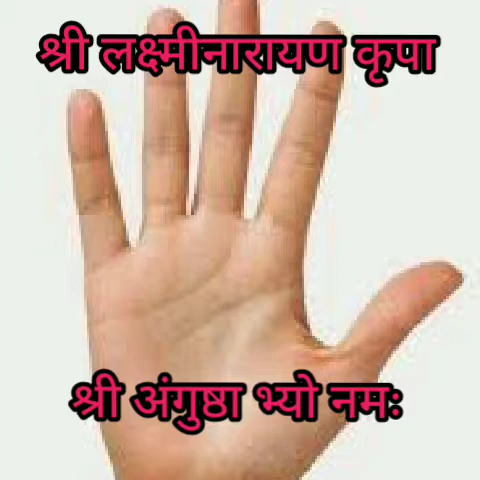 श्री लक्ष्मीनारायण कृपा
श्री अंगुष्ठा भ्यो नमः